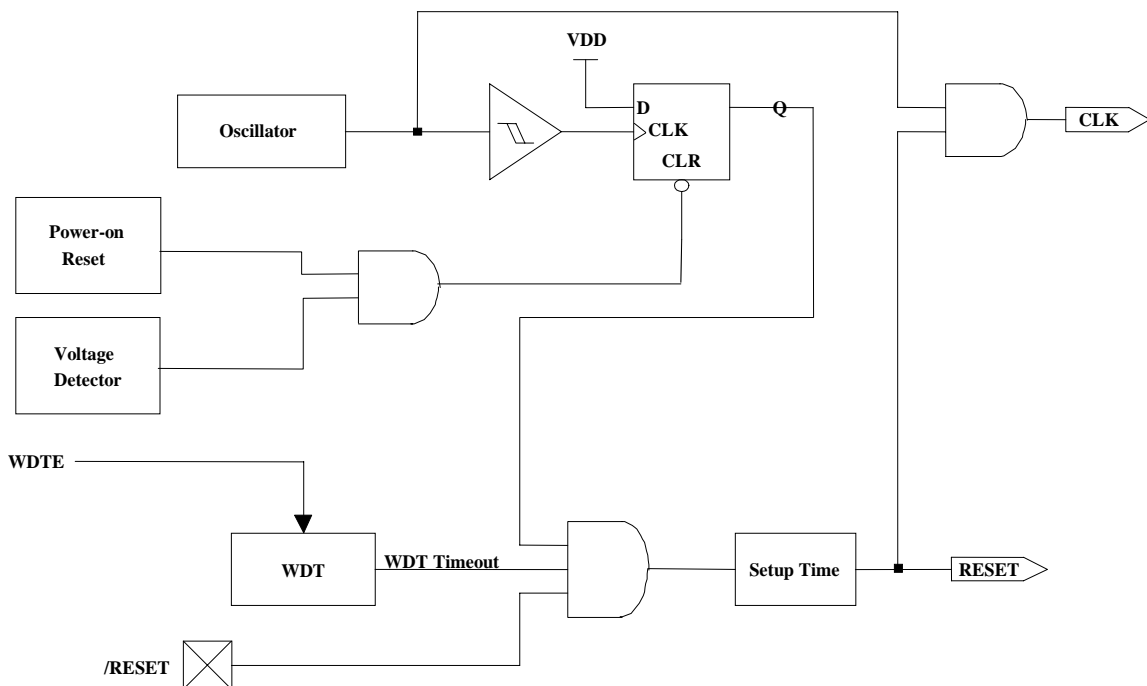 VDD
Oscillator
D
Q
CLK
CLR
CLK
Power-on
Reset
Voltage
Detector
WDTE
WDT
WDT Timeout
Setup Time
RESET
/RESET